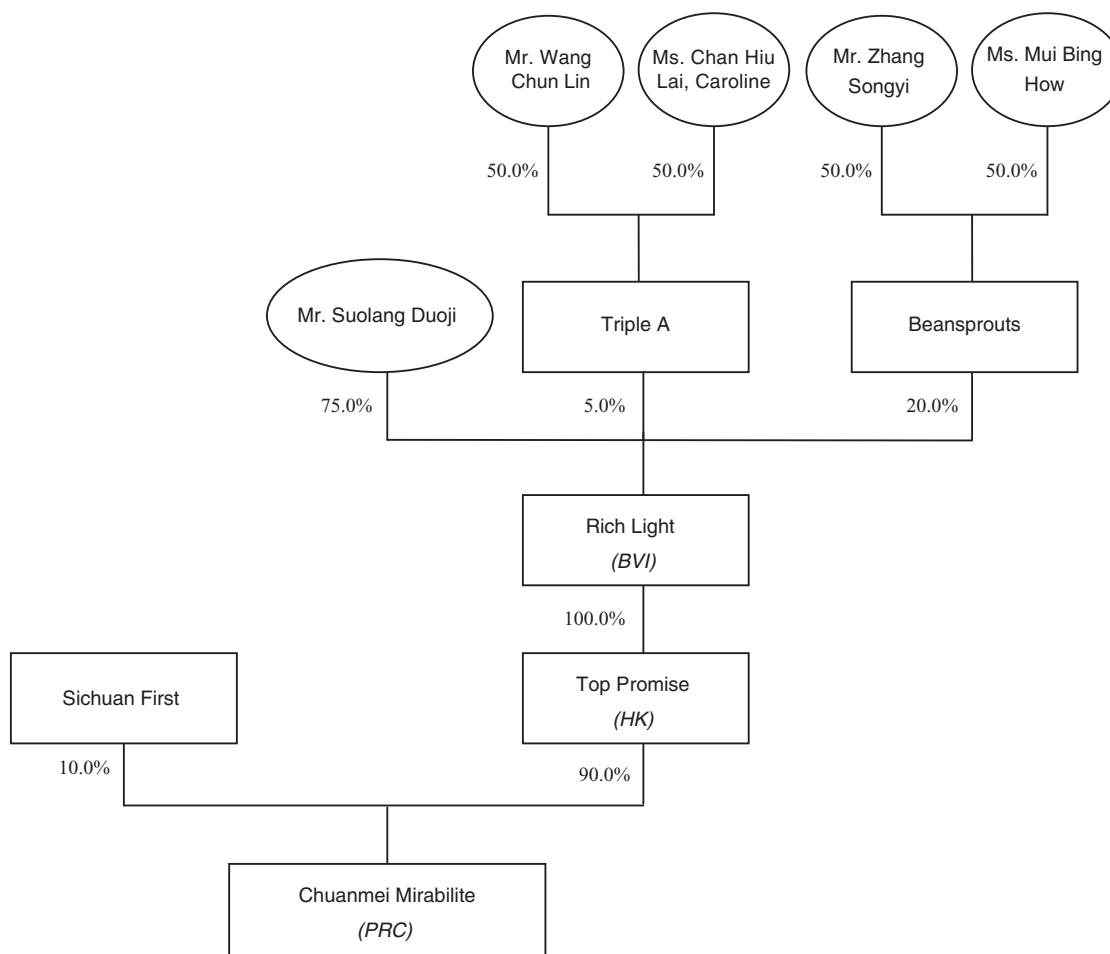 Mr. Wang
Chun Lin
Ms. Chan Hiu
Lai, Caroline
Mr. Zhang
Songyi
Ms. Mui Bing
How
50.0%
50.0%
50.0%
50.0%
Mr. Suolang Duoji
Triple A
Beansprouts
75.0%
5.0%
20.0%
Rich Light
(BVI)
100.0%
Sichuan First
Top Promise
(HK)
10.0%
90.0%
Chuanmei Mirabilite
(PRC)